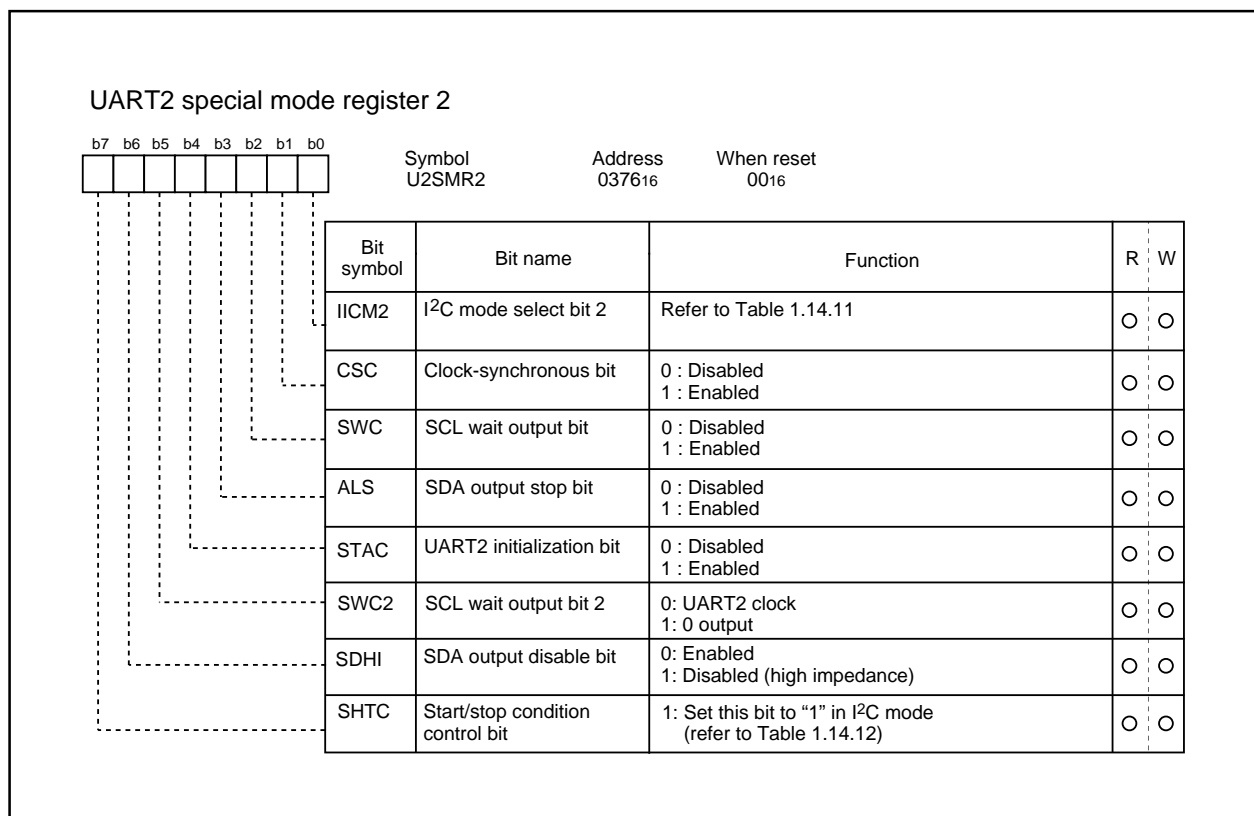 UART2 special mode register 2
b7 b6 b5 b4 b3 b2 b1 b0
Symbol Address When reset
U2SMR2 037616 0016
Bit symbol Bit name Function R W
IICM2 I2C mode select bit 2 Refer to Table 1.14.11 O O
CSC Clock-synchronous bit 0 : Disabled
1 : Enabled O O
SWC SCL wait output bit 0 : Disabled
1 : Enabled O O
ALS SDA output stop bit 0 : Disabled
1 : Enabled O O
STAC UART2 initialization bit 0 : Disabled
1 : Enabled O O
SWC2 SCL wait output bit 2 0: UART2 clock
1: 0 output O O
SDHI SDA output disable bit 0: Enabled
1: Disabled (high impedance) O O
SHTC Start/stop condition control bit 1: Set this bit to “1” in I2C mode
(refer to Table 1.14.12) O O